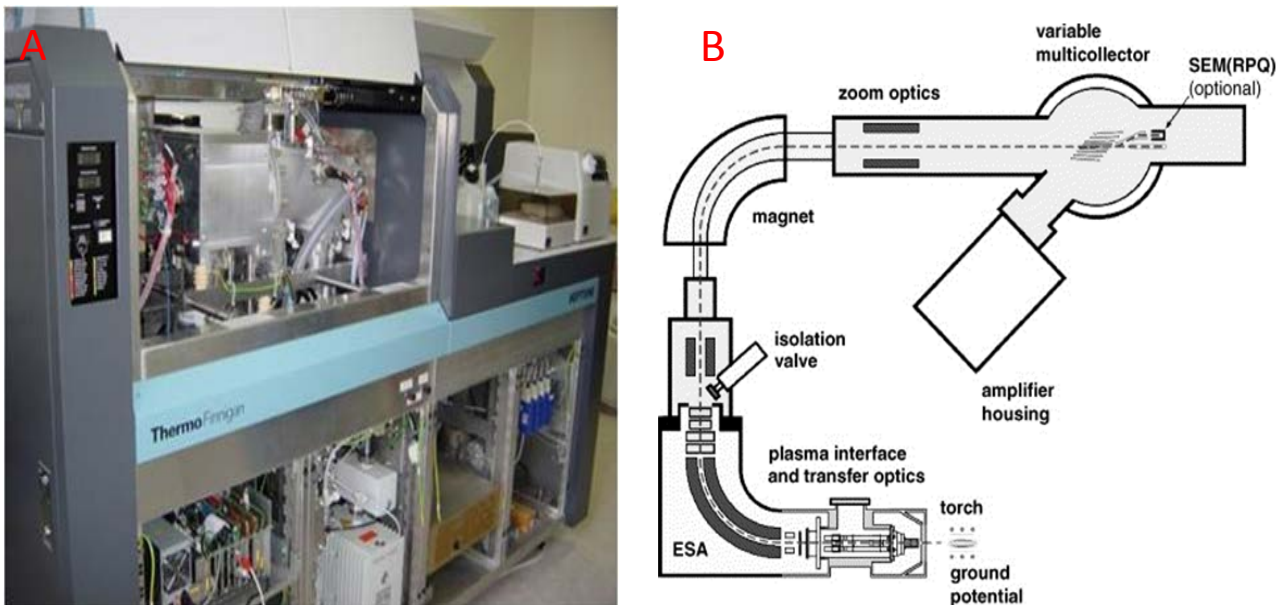 A
ThermoFinnigan
NEPTUNE
B
variable
multicollector
SEM(RPQ)
(optional)
zoom optics
magnet
isolation
valve
amplifier
housing
plasma interface
and transfer optics
torch
ESA
ground
potential